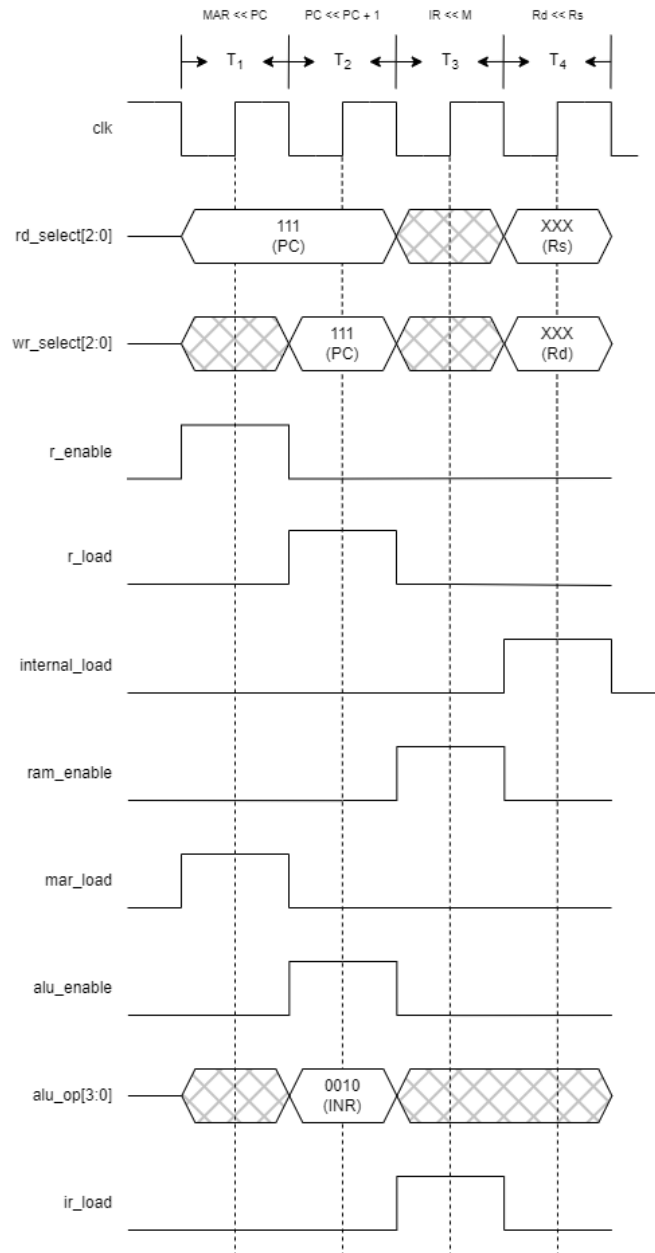 MAR << PC
PC << PC + 1
IR << M
Rd << Rs
T1
T2
T3
T4
clk
rd_select[2:0]
111
(PC)
XXX
(Rs)
wr_select[2:0]
111
(PC)
XXX
(Rd)
r_enable
r_load
internal_load
ram_enable
mar_load
alu_enable
alu_op[3:0]
0010
(INR)
ir_load